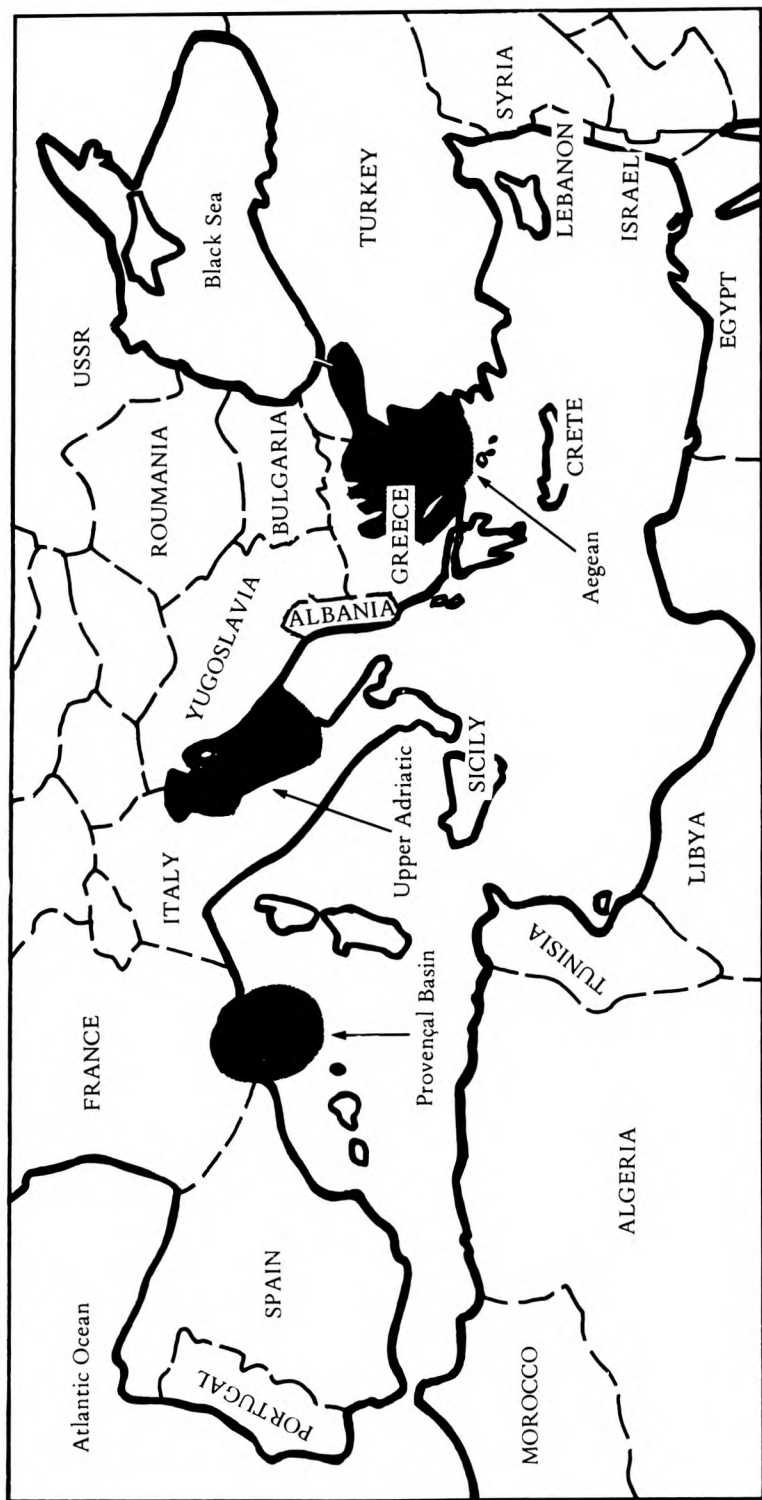 Atlantic Ocean
FRANCE
ITALY
YUGOSLAVIA
ROUMANIA
USSR
Black Sea
BULGARIA
ALBANIA
GREECE
TURKEY
SYRIA
PORTUGAL
SPAIN
Provençal Basin
Upper Adriatic
SICILY
Aegean
CRETE
LEBANON
ISRAEL
MOROCCO
ALGERIA
TUNISIA
LIBYA
EGYPT